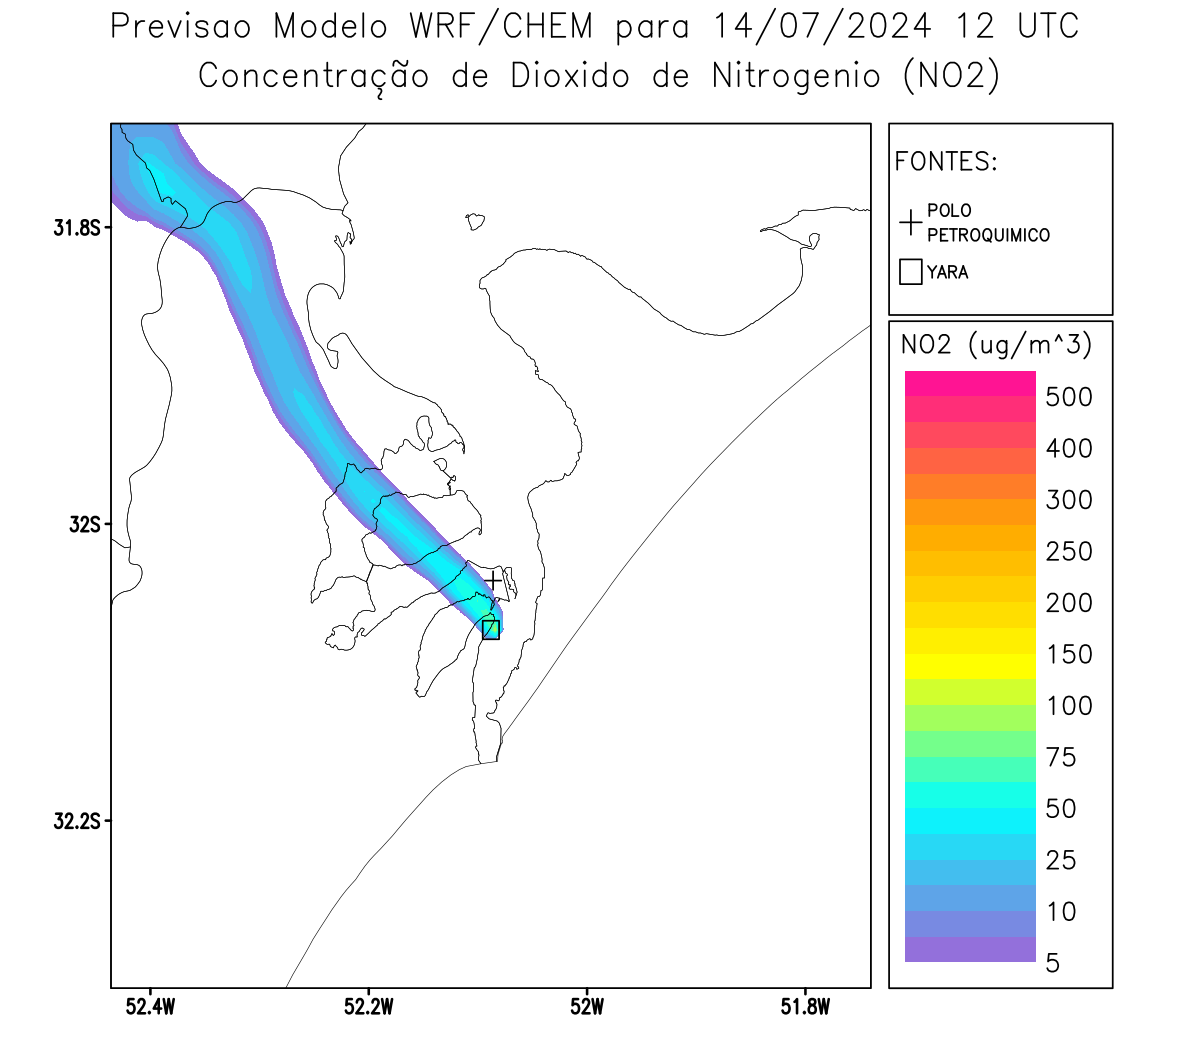 Previsao Modelo WRF/CHEM para 14/07/2024 12 UTC
Concentração de Dioxido de Nitrogenio (NO2)
FONTES:
POLO
PETROQUIMICO
YARA
31.8S
32S
32.2S
52.4W
52.2W
52W
51.8W
NO2 (ug/m^3)
500
400
300
250
200
150
100
75
50
25
10
5